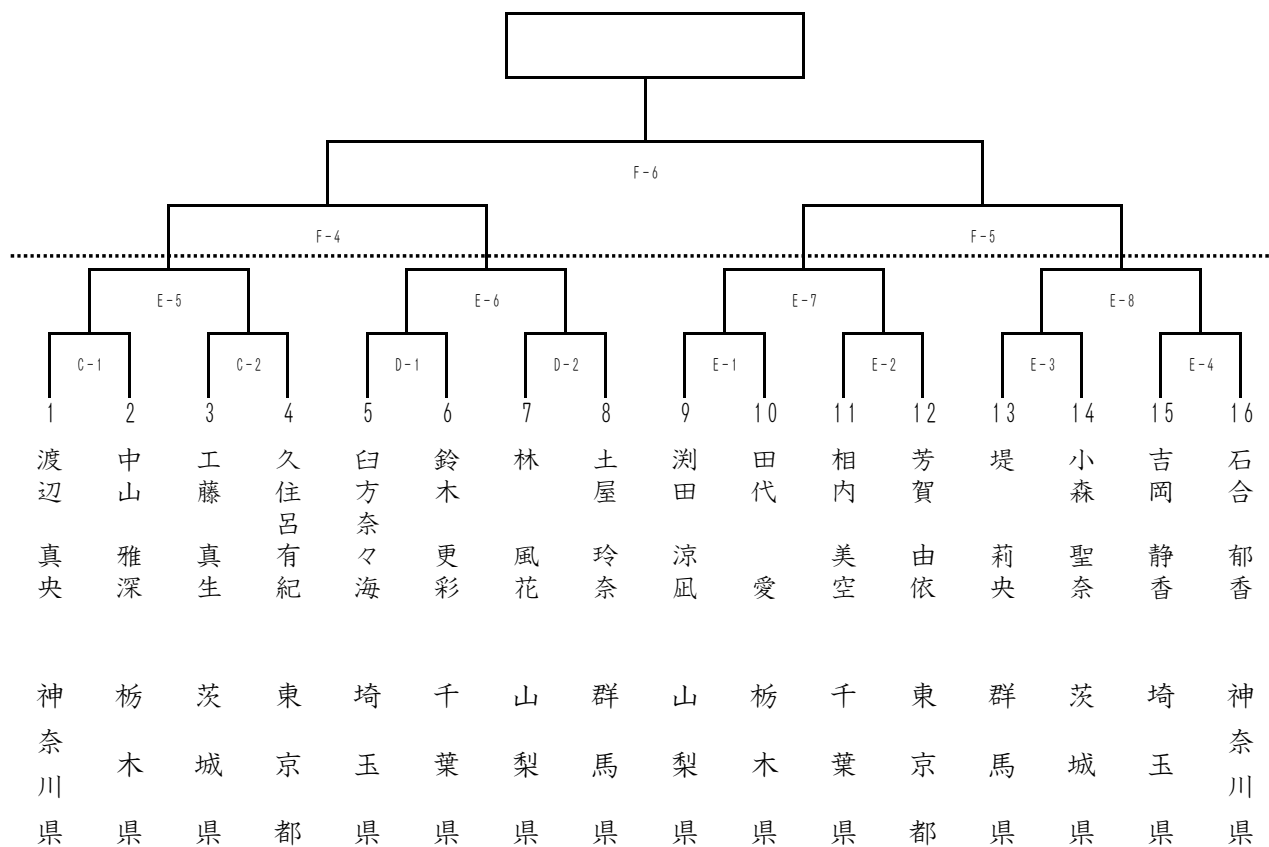 F-6
F-4
F-5
E-5
E-6
E-7
E-8
C-1
C-2
D-1
D-2
E-1
E-2
E-3
E-4
1
2
3
4
5
6
7
8
9
10
11
12
13
14
15
16
渡辺 真央
中山 雅深
工藤 真生
久住呂有紀
臼方奈々海
鈴木 更彩
林 風花
土屋 玲奈
渕田 涼凪
田代 愛
相内 美空
芳賀 由依
堤 莉央
小森 聖奈
吉岡 静香
石合 郁香
神奈川県
栃木県
茨城県
東京都
埼玉県
千葉県
山梨県
群馬県
山梨県
栃木県
千葉県
東京都
群馬県
茨城県
埼玉県
神奈川県